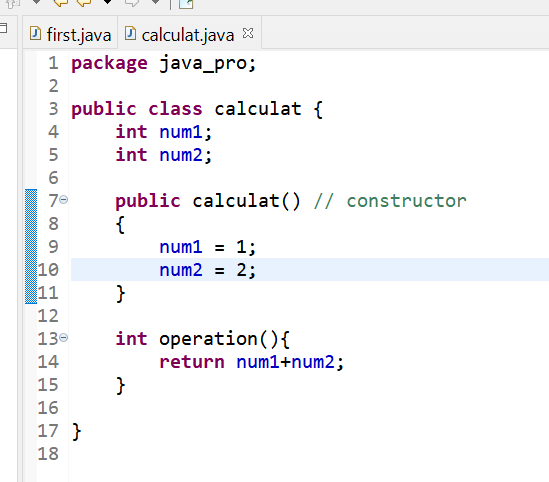 first.java calculat.java
1 package java_pro;
2
3 public class calculat {
4     int num1;
5     int num2;
6
7     public calculat() // constructor
8     {
9         num1 = 1;
10         num2 = 2;
11     }
12
13     int operation(){
14         return num1+num2;
15     }
16
17 }
18